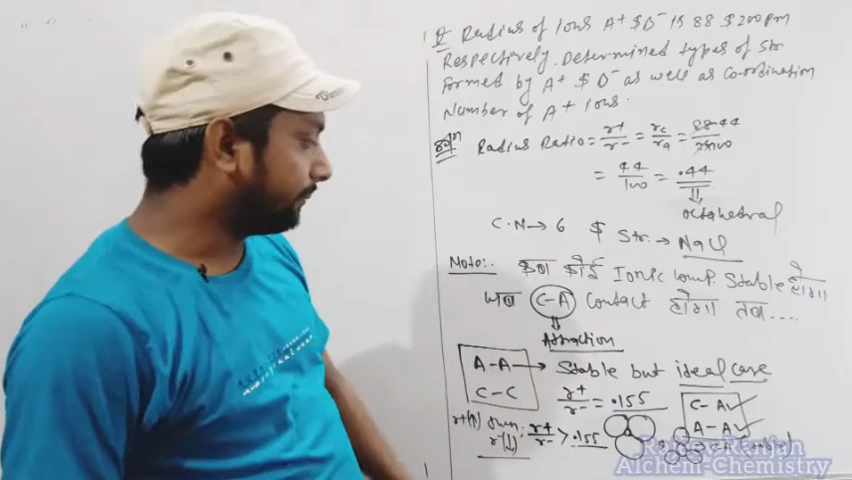 Q Radius of Ions A+ $ B- is 88 $ 200 pm
Respectively. Determined types of Str
formed by A+ $ B- as well as Co-ordination
Number of A+ ions.
Sol^n Radius Ratio = r+/r- = rc/ra = 88 44/200 100
= 44/100 = .44
⇓
octahedral
C.N → 6 $ Str. → NaCl
Note:. Ionic comp. Stable होगा
जब C-A Contact होगा तब....
⇓
Attraction
A-A → Stable but ideal case
C-C r+/r- = .155 C-A ✓
r+(↑) r+/r- > .155 A-A ✓
r-(↓)
Rajeev Ranjan
Alchem-Chemistry